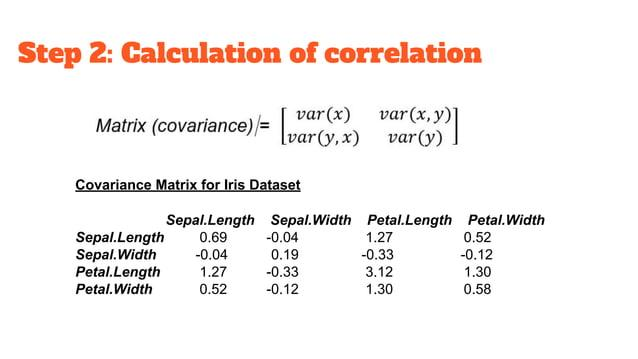 Step 2: Calculation of correlation
Matrix (covariance) = [var(x) var(x, y)
var(y, x) var(y)]
Covariance Matrix for Iris Dataset
Sepal.Length Sepal.Width Petal.Length Petal.Width
Sepal.Length 0.69 -0.04 1.27 0.52
Sepal.Width -0.04 0.19 -0.33 -0.12
Petal.Length 1.27 -0.33 3.12 1.30
Petal.Width 0.52 -0.12 1.30 0.58